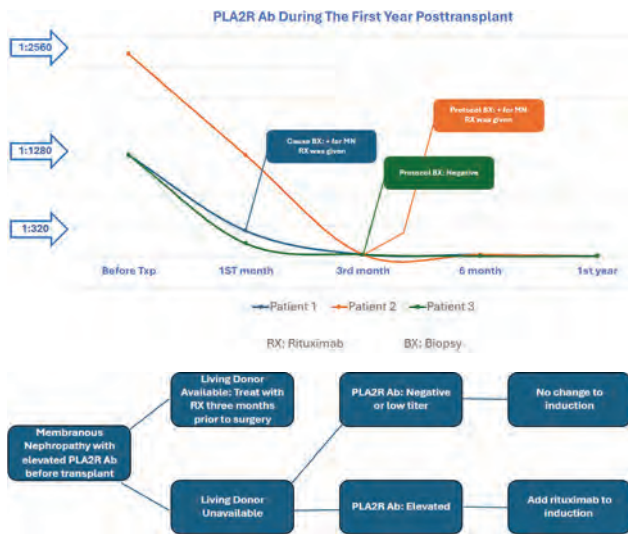 PLA2R Ab During The First Year Posttransplant
1:2560
1:1280
1:320
Cause BX: + for MN
RX was given
Protocol BX: + for MN
RX was given
Protocol BX: Negative
Before Txp
1ST month
3rd month
6 month
1st year
Patient 1
Patient 2
Patient 3
RX: Rituximab
BX: Biopsy
Membranous
Nephropathy with
elevated PLA2R Ab
before transplant
Living Donor
Available: Treat with
RX three months
prior to surgery
Living Donor
Unavailable
PLA2R Ab: Negative
or low titer
PLA2R Ab: Elevated
No change to
induction
Add rituximab to
induction